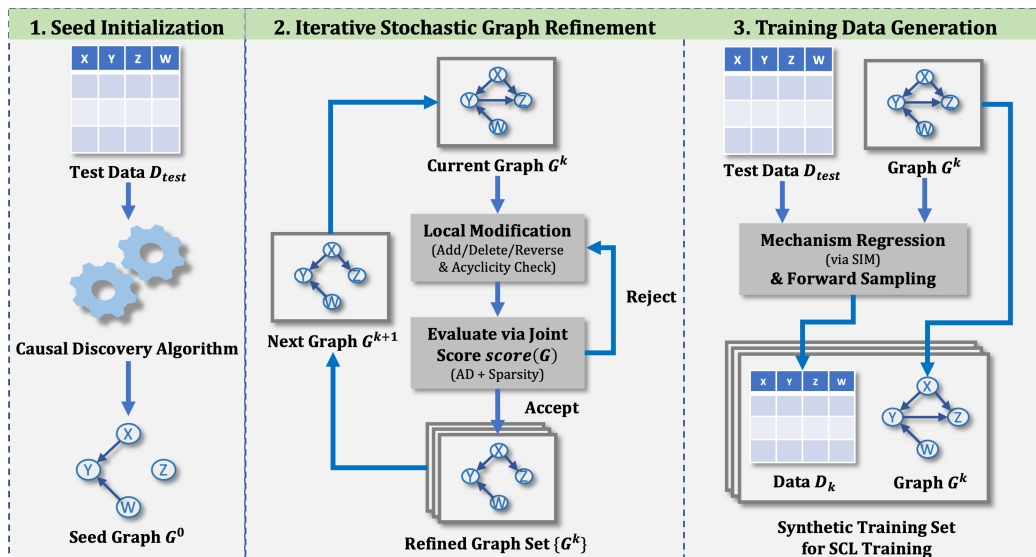 1. Seed Initialization
X Y Z W
Test Data D_test
Causal Discovery Algorithm
X
Y
Z
W
Seed Graph G^0
2. Iterative Stochastic Graph Refinement
X
Y
Z
W
Current Graph G^k
Local Modification
(Add/Delete/Reverse
& Acyclicity Check)
Reject
Evaluate via Joint
Score score(G)
(AD + Sparsity)
Accept
X
Y
Z
W
Next Graph G^{k+1}
X
Y
Z
W
Refined Graph Set {G^k}
3. Training Data Generation
X Y Z W
Test Data D_test
X
Y
Z
W
Graph G^k
Mechanism Regression
(via SIM)
& Forward Sampling
X Y Z W
Data D_k
X
Y
Z
W
Graph G^k
Synthetic Training Set
for SCL Training